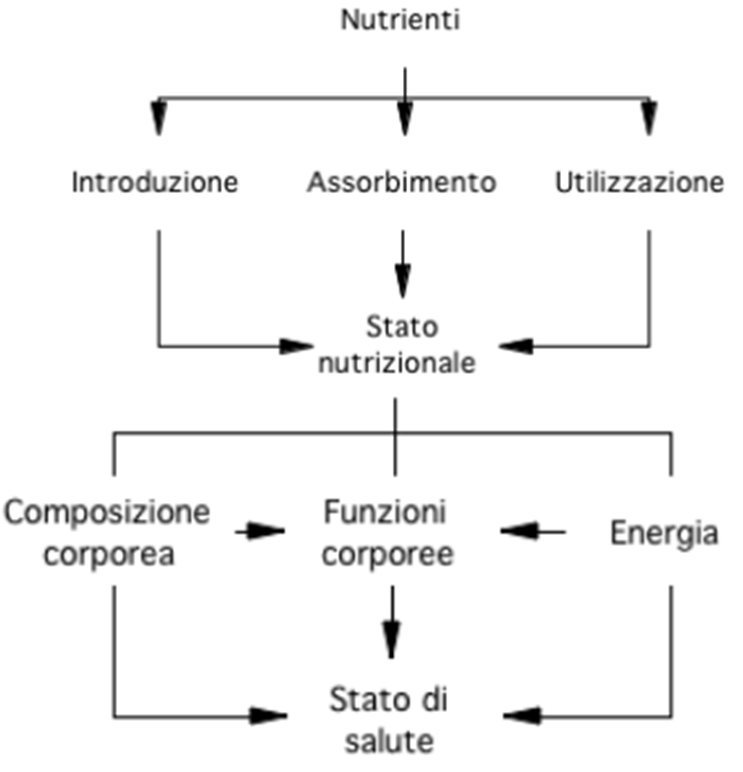 Nutrienti
Introduzione
Assorbimento
Utilizzazione
Stato
nutrizionale
Composizione
corporea
Funzioni
corporee
Energia
Stato di
salute